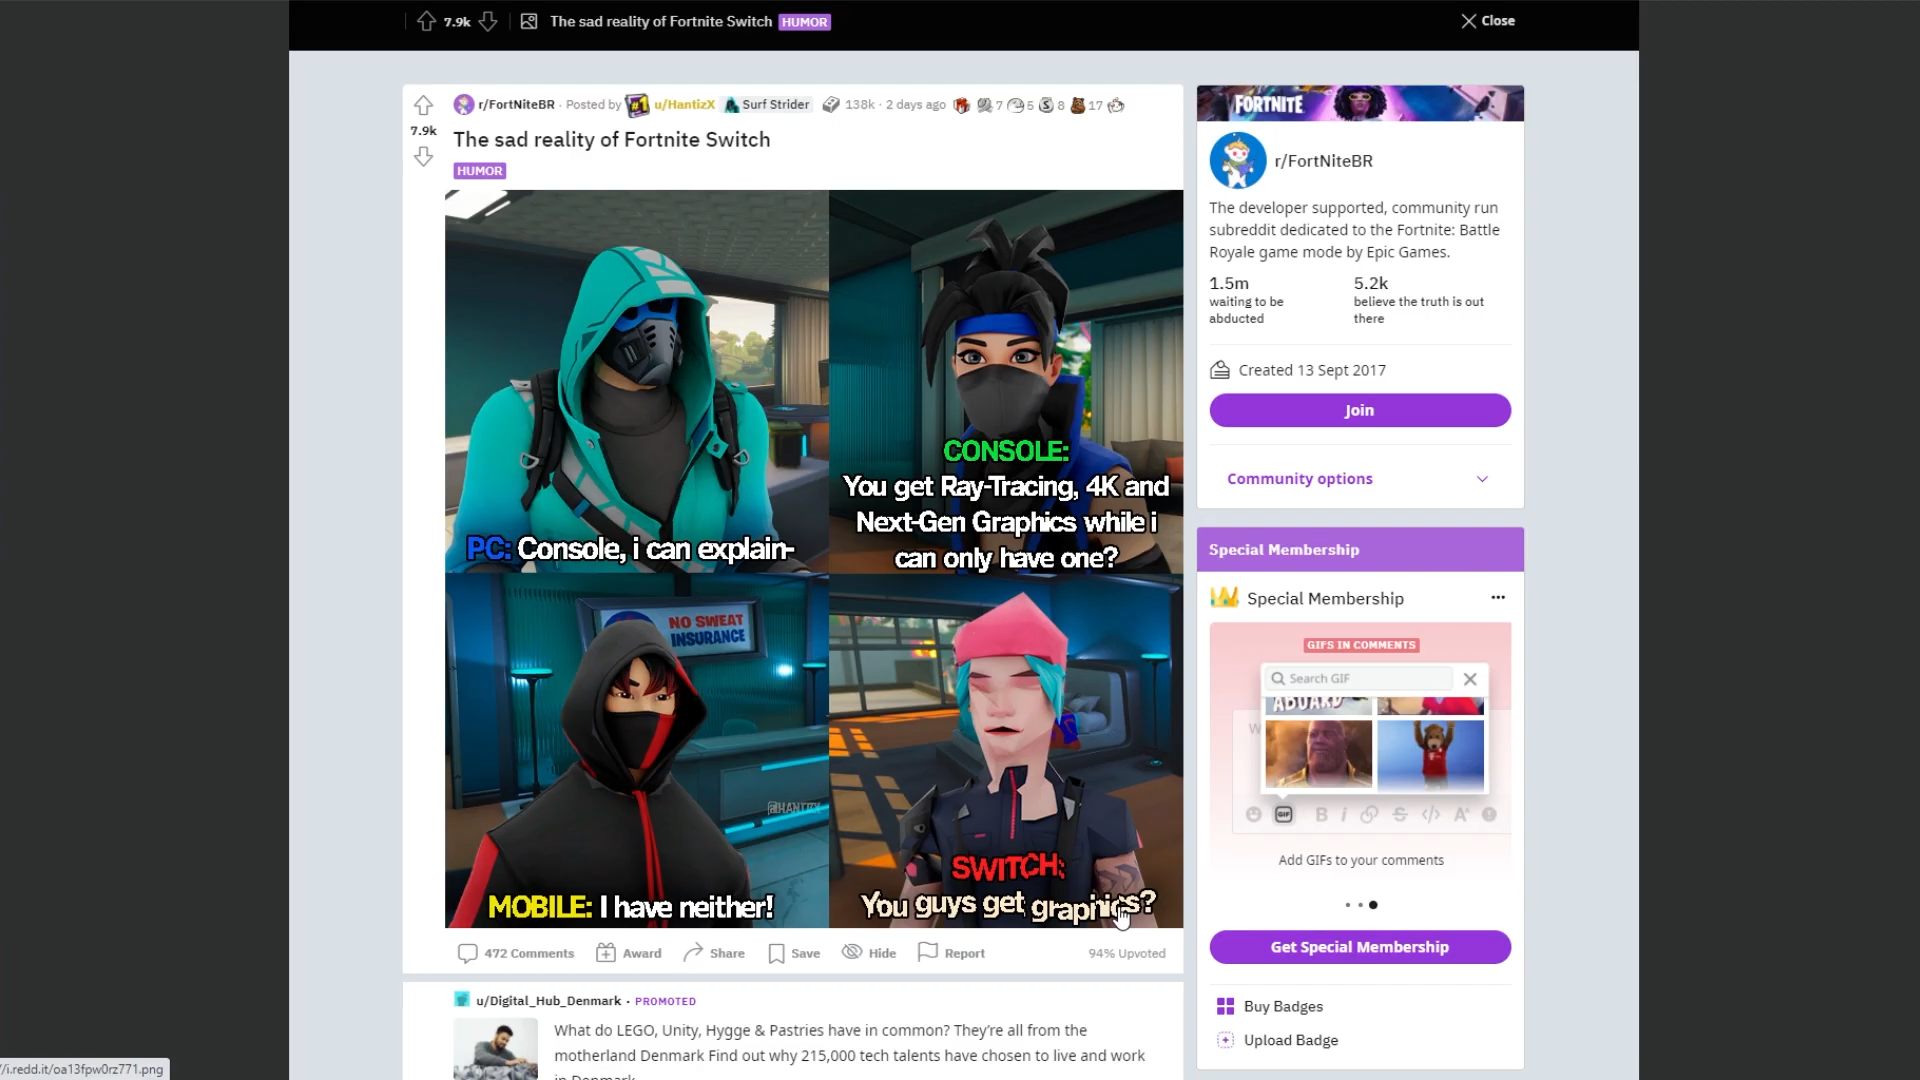 7.9k
The sad reality of Fortnite Switch HUMOR
Close
r/FortNiteBR · Posted by u/HantizX Surf Strider 138k · 2 days ago 7 5 8 17
7.9k
The sad reality of Fortnite Switch
HUMOR
PC: Console, i can explain-
CONSOLE:
You get Ray-Tracing, 4K and
Next-Gen Graphics while i
can only have one?
NO SWEAT
INSURANCE
@HANTIZX
MOBILE: I have neither!
SWITCH:
You guys get graphics?
472 Comments Award Share Save Hide Report 94% Upvoted
u/Digital_Hub_Denmark · PROMOTED
What do LEGO, Unity, Hygge & Pastries have in common? They’re all from the
motherland Denmark Find out why 215,000 tech talents have chosen to live and work
in Denmark
FORTNITE
r/FortNiteBR
The developer supported, community run
subreddit dedicated to the Fortnite: Battle
Royale game mode by Epic Games.
1.5m 5.2k
waiting to be believe the truth is out
abducted there
Created 13 Sept 2017
Join
Community options
Special Membership
Special Membership
GIFS IN COMMENTS
Search GIF
ABOARD
W
GIF B i A
Add GIFs to your comments
Get Special Membership
Buy Badges
Upload Badge
/i.redd.it/oa13fpw0rz771.png